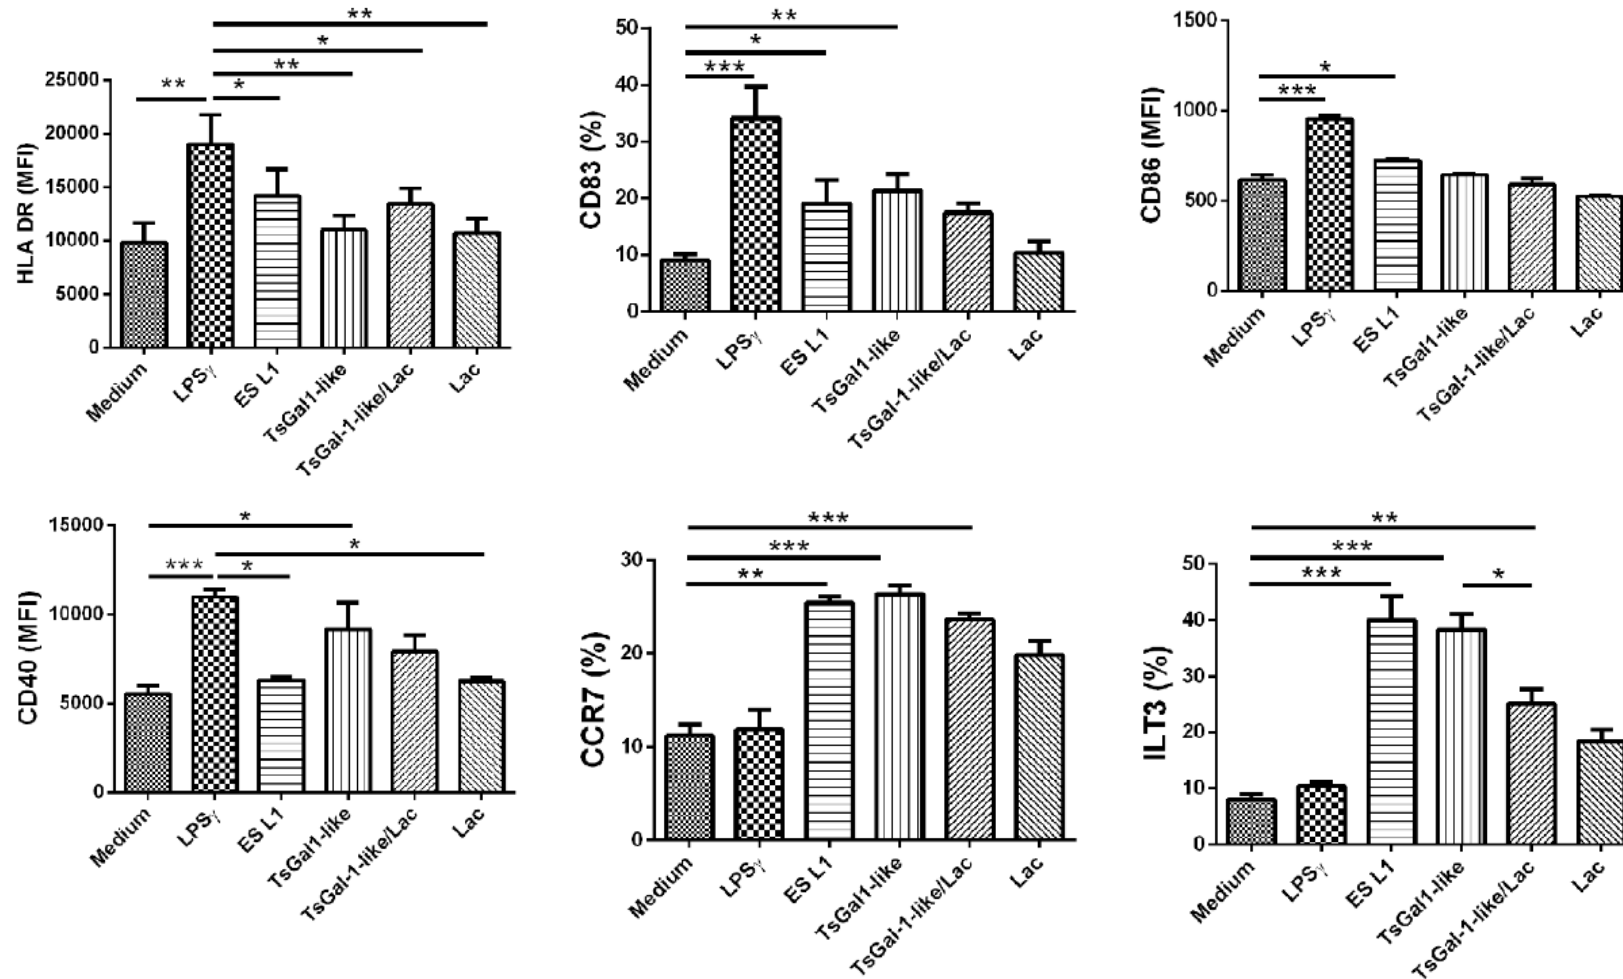 **
*
**
** *
25000
20000
15000
10000
5000
0
HLA DR (MFI)
Medium
LPSγ
ES L1
TsGal1-like
TsGal-1-like/Lac
Lac
**
*
***
50
40
30
20
10
0
CD83 (%)
Medium
LPSγ
ES L1
TsGal1-like
TsGal-1-like/Lac
Lac
*
***
1500
1000
500
0
CD86 (MFI)
Medium
LPSγ
ES L1
TsGal1-like
TsGal-1-like/Lac
Lac
*
*
*** *
15000
10000
5000
0
CD40 (MFI)
Medium
LPSγ
ES L1
TsGal1-like
TsGal-1-like/Lac
Lac
***
***
**
30
20
10
0
CCR7 (%)
Medium
LPSγ
ES L1
TsGal1-like
TsGal-1-like/Lac
Lac
**
***
*** *
50
40
30
20
10
0
ILT3 (%)
Medium
LPSγ
ES L1
TsGal1-like
TsGal-1-like/Lac
Lac